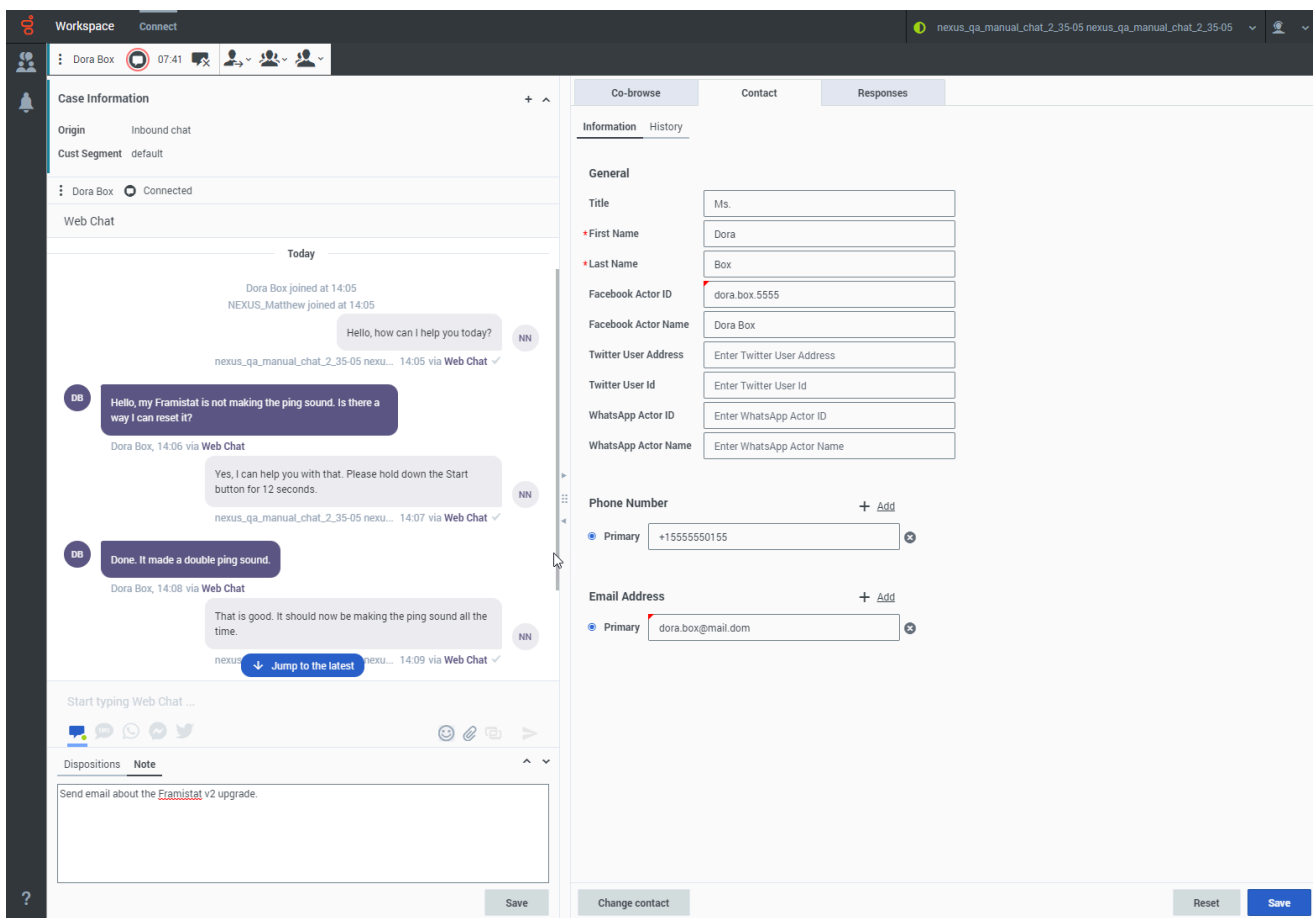 Workspace
Connect
nexus_qa_manual_chat_2_35-05 nexus_qa_manual_chat_2_35-05
Dora Box
07:41
Case Information
Origin Inbound chat
Cust Segment default
Dora Box Connected
Web Chat
Today
Dora Box joined at 14:05
NEXUS_Matthew joined at 14:05
Hello, how can I help you today?
NN
nexus_qa_manual_chat_2_35-05 nexu... 14:05 via Web Chat
DB
Hello, my Framistat is not making the ping sound. Is there a
way I can reset it?
Dora Box, 14:06 via Web Chat
Yes, I can help you with that. Please hold down the Start
button for 12 seconds.
NN
nexus_qa_manual_chat_2_35-05 nexu... 14:07 via Web Chat
DB
Done. It made a double ping sound.
Dora Box, 14:08 via Web Chat
That is good. It should now be making the ping sound all the
time.
NN
nexus nexu... 14:09 via Web Chat
Jump to the latest
Start typing Web Chat ...
Dispositions Note
Send email about the Framistat v2 upgrade.
Save
?
Co-browse Contact Responses
Information History
General
Title Ms.
*First Name Dora
*Last Name Box
Facebook Actor ID dora.box.5555
Facebook Actor Name Dora Box
Twitter User Address Enter Twitter User Address
Twitter User Id Enter Twitter User Id
WhatsApp Actor ID Enter WhatsApp Actor ID
WhatsApp Actor Name Enter WhatsApp Actor Name
Phone Number + Add
Primary +15555550155
Email Address + Add
Primary dora.box@mail.dom
Change contact Reset Save